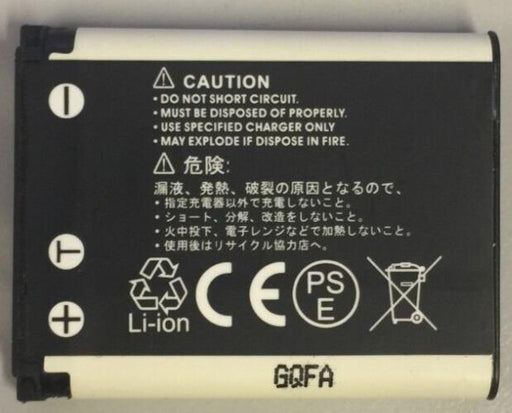 CAUTION
• DO NOT SHORT CIRCUIT.
• MUST BE DISPOSED OF PROPERLY.
• USE SPECIFIED CHARGER ONLY
• MAY EXPLODE IF DISPOSE IN FIRE.
危険:
漏液、発熱、破裂の原因となるので、
・指定充電器以外で充電しないこと。
・ショート、分解、改造をしないこと。
・火中投下、電子レンジなどで加熱しないこと。
・使用後はリサイクル協力店へ。
−
T
+
Li-ion
CE
PS
E
GQFA